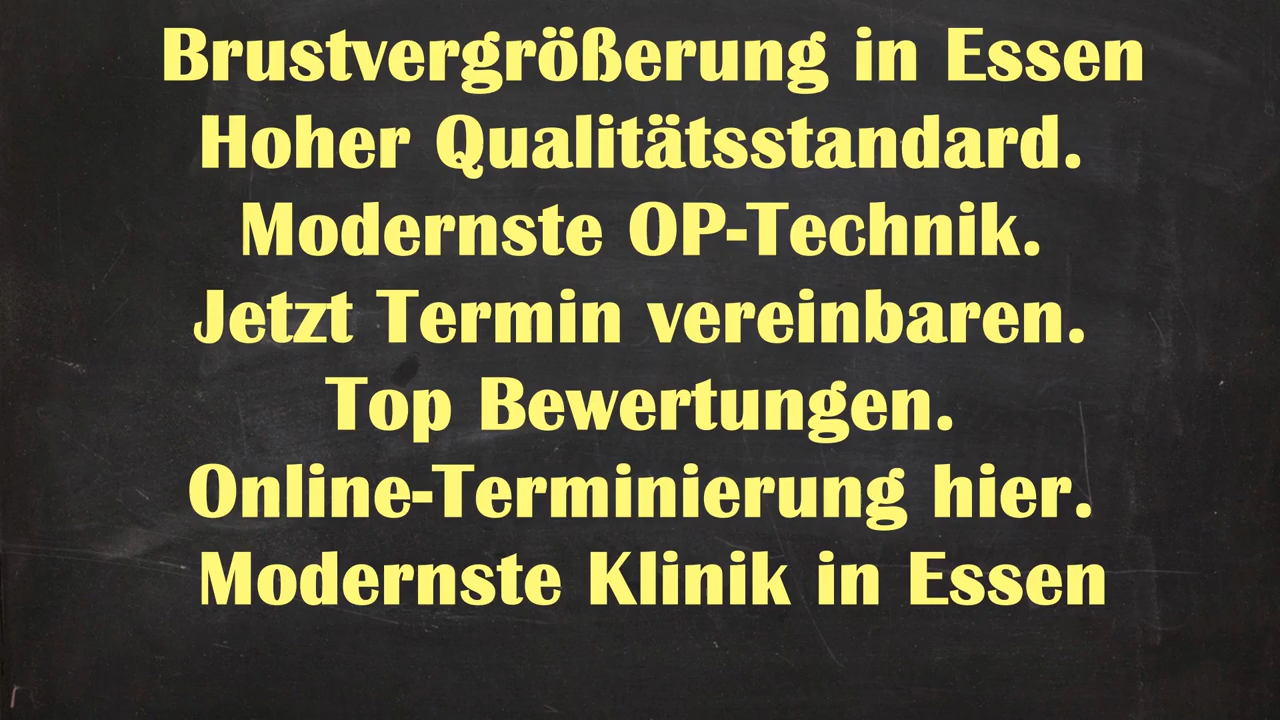 Brustvergrößerung in Essen
Hoher Qualitätsstandard.
Modernste OP-Technik.
Jetzt Termin vereinbaren.
Top Bewertungen.
Online-Terminierung hier.
Modernste Klinik in Essen